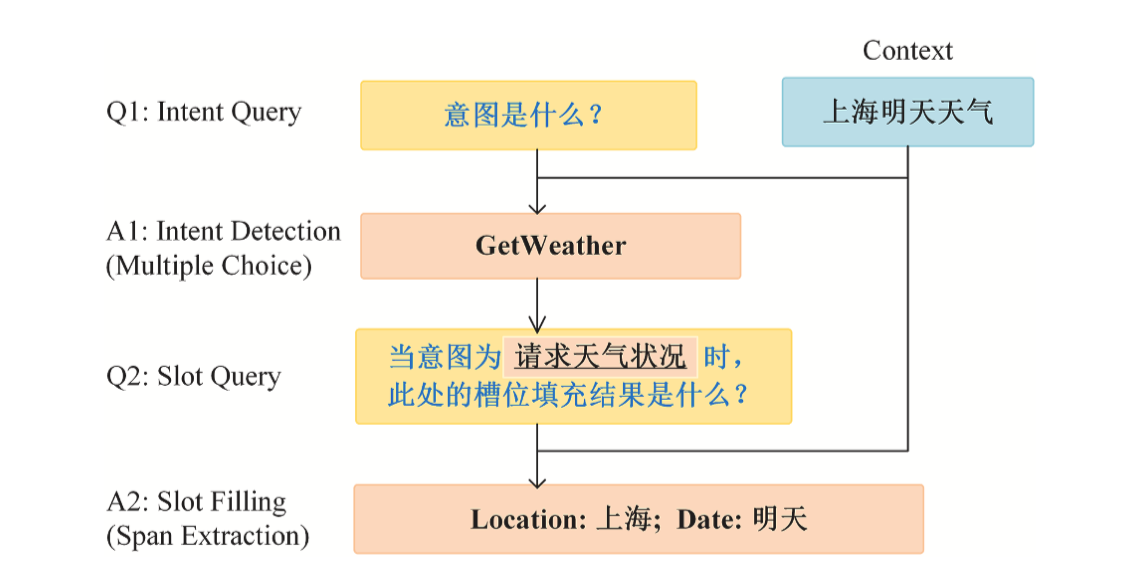 Context
Q1: Intent Query
意图是什么？
上海明天天气
A1: Intent Detection
(Multiple Choice)
GetWeather
Q2: Slot Query
当意图为 请求天气状况 时，
此处的槽位填充结果是什么？
A2: Slot Filling
(Span Extraction)
Location: 上海; Date: 明天